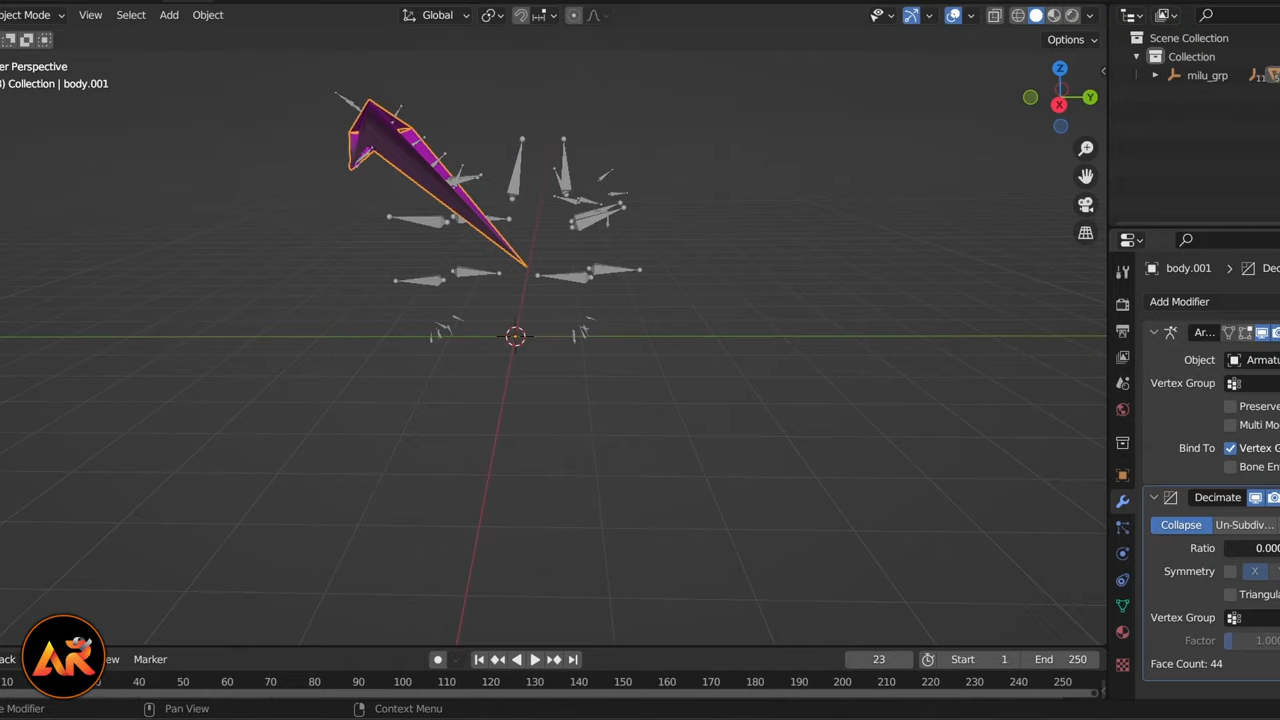 oject Mode View Select Add Object Global
Options
er Perspective
) Collection | body.001
Z
Y
X
Scene Collection
Collection
milu_grp
body.001 > Dec
Add Modifier
Ar...
Object Armatu
Vertex Group
Preserve
Multi Mo
Bind To Vertex G
Bone En
Decimate
Collapse Un-Subdiv...
Ratio 0.000
Symmetry X
Triangula
Vertex Group
Factor 1.000
Face Count: 44
Marker 23 Start 1 End 250
10 20 30 40 50 60 70 80 90 100 110 120 130 140 150 160 170 180 190 200 210 220 230 240 250
e Modifier Pan View Context Menu
AR